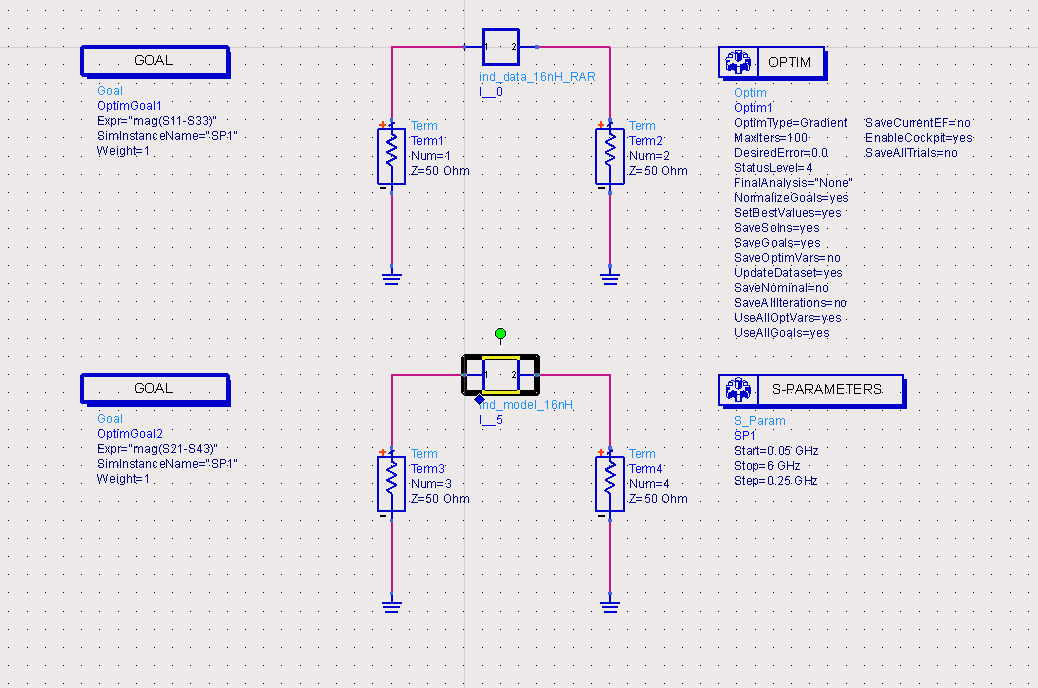 GOAL
Goal
OptimGoal1
Expr="mag(S11-S33)"
SimInstanceName="SP1"
Weight=1
1 2
ind_data_16nH_RAR
I__0
+
Term
Term1
Num=1
Z=50 Ohm
-
+
Term
Term2
Num=2
Z=50 Ohm
-
OPTIM
Optim
Optim1
OptimType=Gradient SaveCurrentEF=no
MaxIters=100 EnableCockpit=yes
DesiredError=0.0 SaveAllTrials=no
StatusLevel=4
FinalAnalysis="None"
NormalizeGoals=yes
SetBestValues=yes
SaveSolns=yes
SaveGoals=yes
SaveOptimVars=no
UpdateDataset=yes
SaveNominal=no
SaveAllIterations=no
UseAllOptVars=yes
UseAllGoals=yes
GOAL
Goal
OptimGoal2
Expr="mag(S21-S43)"
SimInstanceName="SP1"
Weight=1
1 2
ind_model_16nH
I__5
+
Term
Term3
Num=3
Z=50 Ohm
-
+
Term
Term4
Num=4
Z=50 Ohm
-
S-PARAMETERS
S_Param
SP1
Start=0.05 GHz
Stop=6 GHz
Step=0.25 GHz